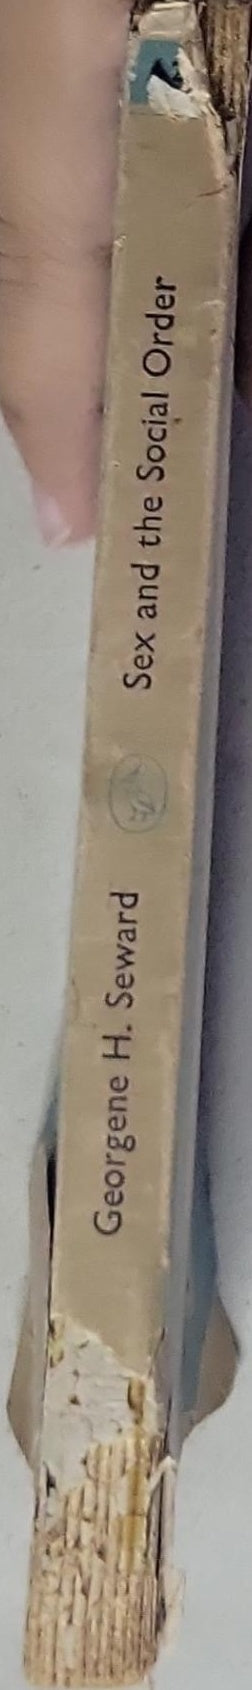 Georgene H. Seward
Sex and the Social Order